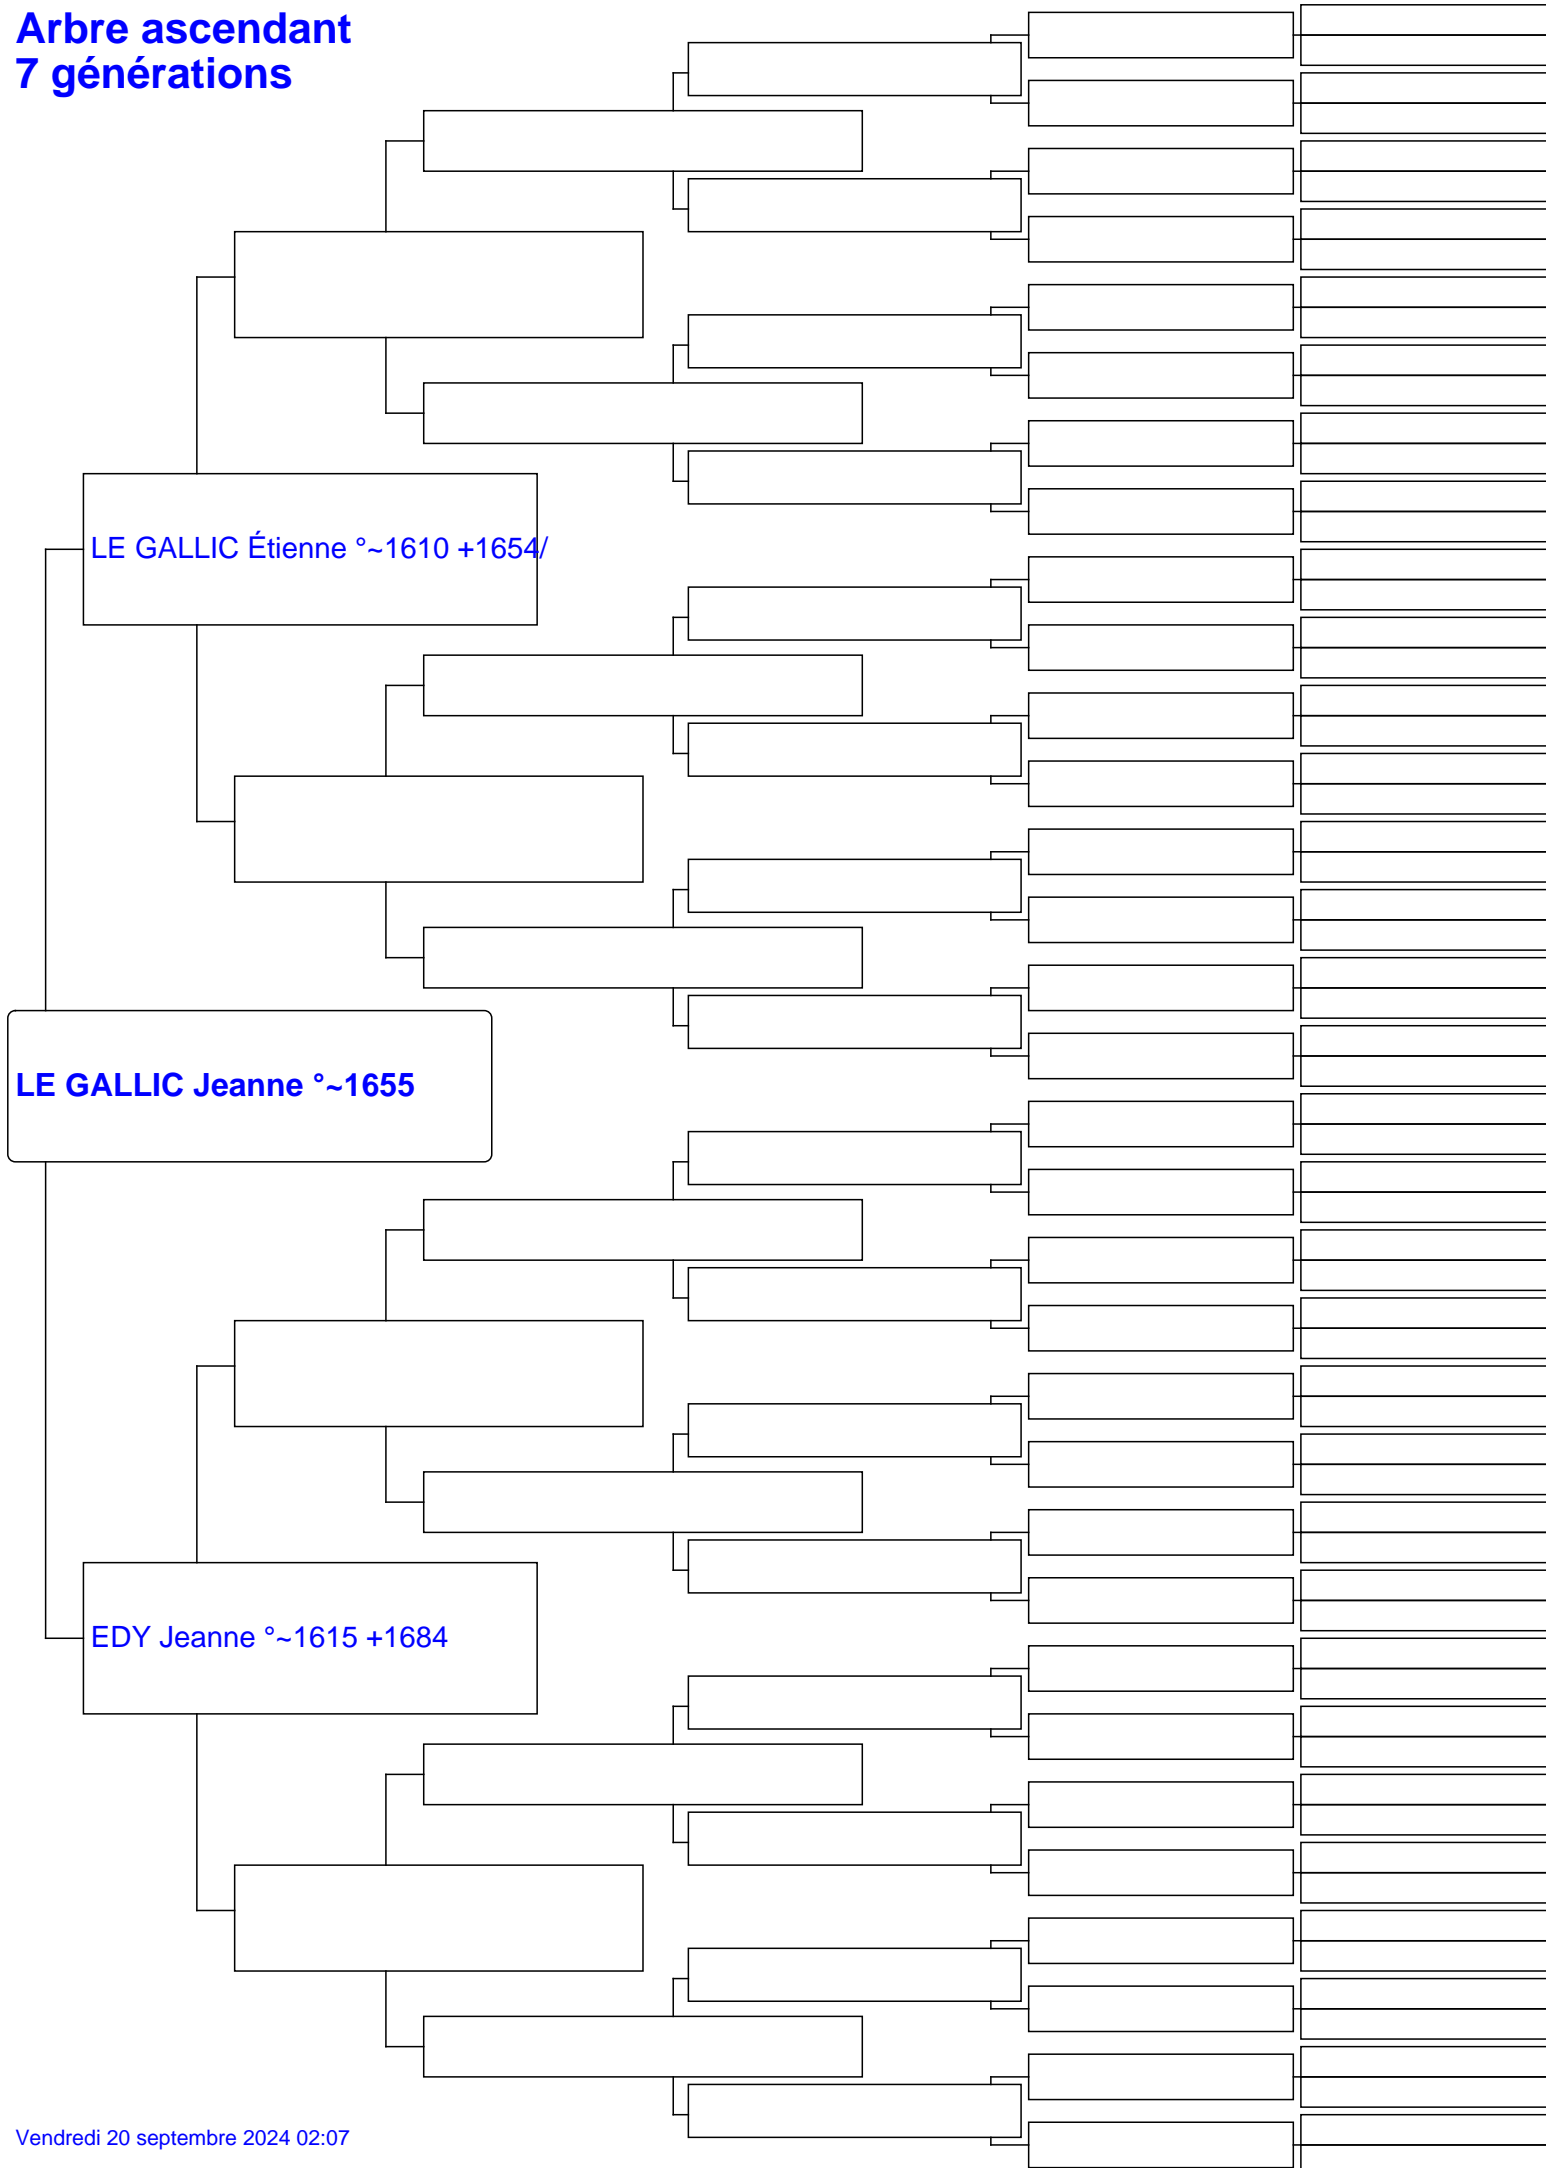 Arbre ascendant
7 générations
LE GALLIC Étienne °~1610 +1654/
LE GALLIC Jeanne °~1655
EDY Jeanne °~1615 +1684
Vendredi 20 septembre 2024 02:07